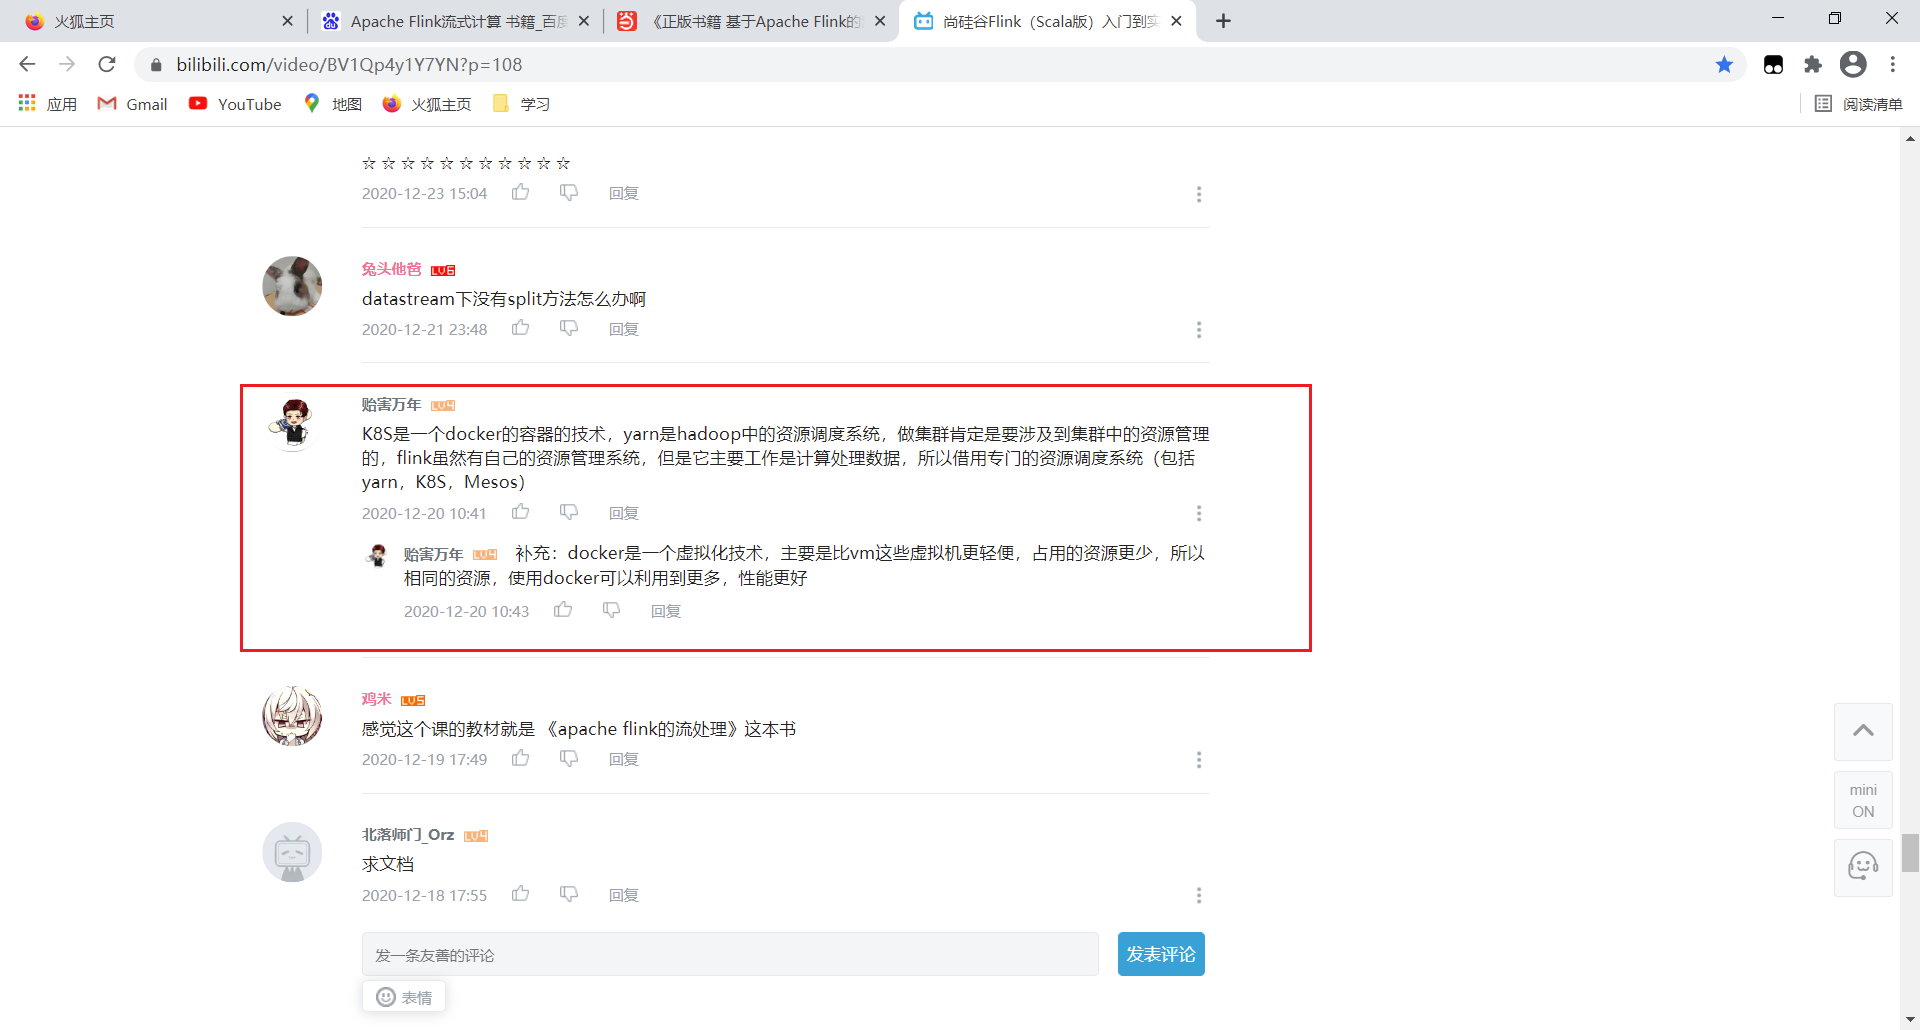 火狐主页
Apache Flink流式计算 书籍_百度
《正版书籍 基于Apache Flink的
尚硅谷Flink（Scala版）入门到实
bilibili.com/video/BV1Qp4y1Y7YN?p=108
应用
Gmail
YouTube
地图
火狐主页
学习
阅读清单
☆ ☆ ☆ ☆ ☆ ☆ ☆ ☆ ☆ ☆ ☆
2020-12-23 15:04 回复
兔头他爸 LV6
datastream下没有split方法怎么办啊
2020-12-21 23:48 回复
贻害万年 LV4
K8S是一个docker的容器的技术，yarn是hadoop中的资源调度系统，做集群肯定是要涉及到集群中的资源管理
的，flink虽然有自己的资源管理系统，但是它主要工作是计算处理数据，所以借用专门的资源调度系统（包括
yarn，K8S，Mesos）
2020-12-20 10:41 回复
贻害万年 LV4 补充：docker是一个虚拟化技术，主要是比vm这些虚拟机更轻便，占用的资源更少，所以
相同的资源，使用docker可以利用到更多，性能更好
2020-12-20 10:43 回复
鸡米 LV5
感觉这个课的教材就是 《apache flink的流处理》这本书
2020-12-19 17:49 回复
北落师门_Orz LV4
求文档
2020-12-18 17:55 回复
发一条友善的评论
发表评论
表情
mini
ON